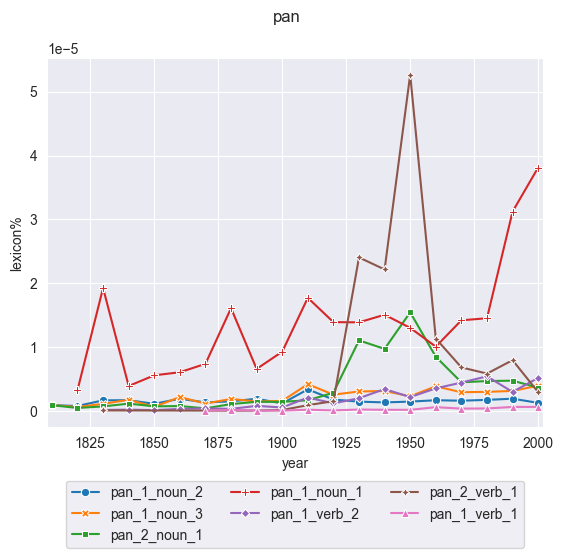 pan
1e−5
5
4
3
2
1
0
lexicon%
1825 1850 1875 1900 1925 1950 1975 2000
year
pan_1_noun_2 pan_1_noun_1 pan_2_verb_1
pan_1_noun_3 pan_1_verb_2 pan_1_verb_1
pan_2_noun_1